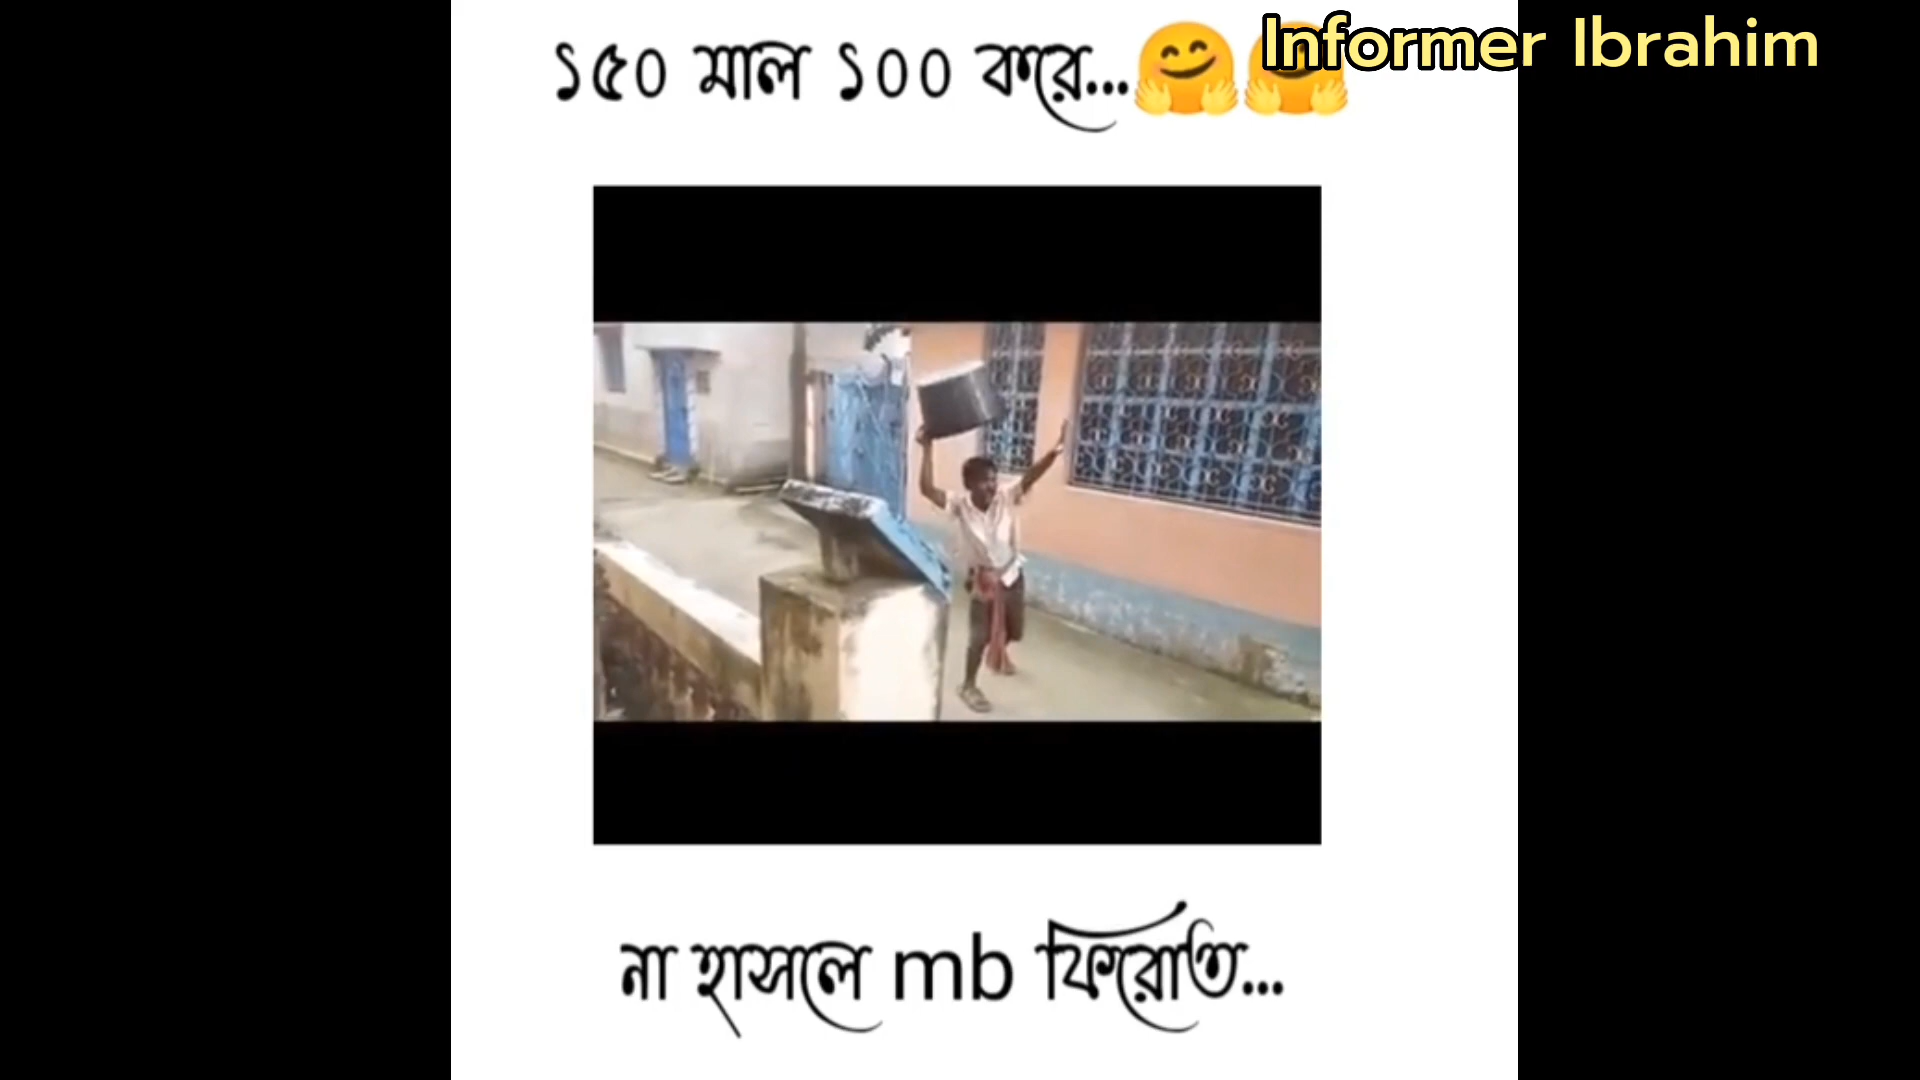 ১৫০ মাল ১০০ করে...🤗🤗
Informer Ibrahim
না হাসলে mb ফিরোত...